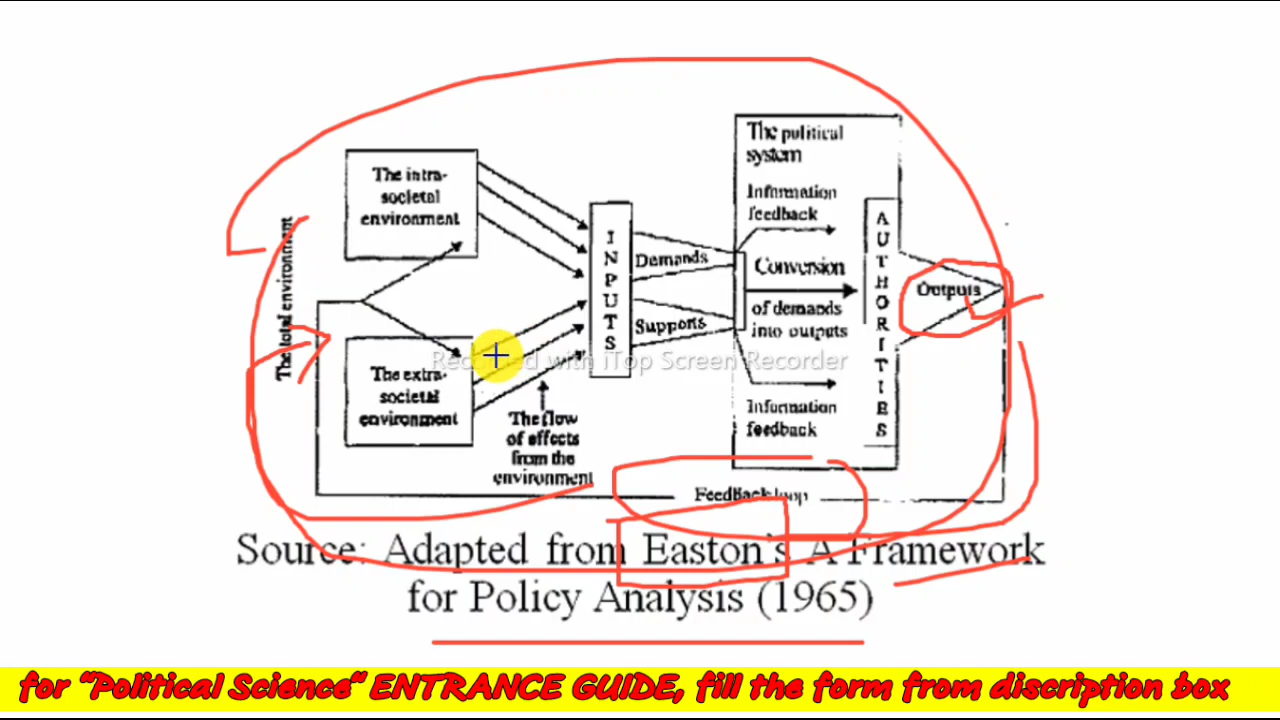 The total environment
The intra-
societal
environment
The extra-
societal
environment
The flow
of effects
from the
environment
INPUTS
Demands
Supports
The political
system
Information
feedback
Conversion
of demands
into outputs
Information
feedback
AUTHORITIES
Outputs
Feedback loop
Recorded with iTop Screen Recorder
Source: Adapted from Easton's A Framework
for Policy Analysis (1965)
for "Political Science" ENTRANCE GUIDE, fill the form from discription box